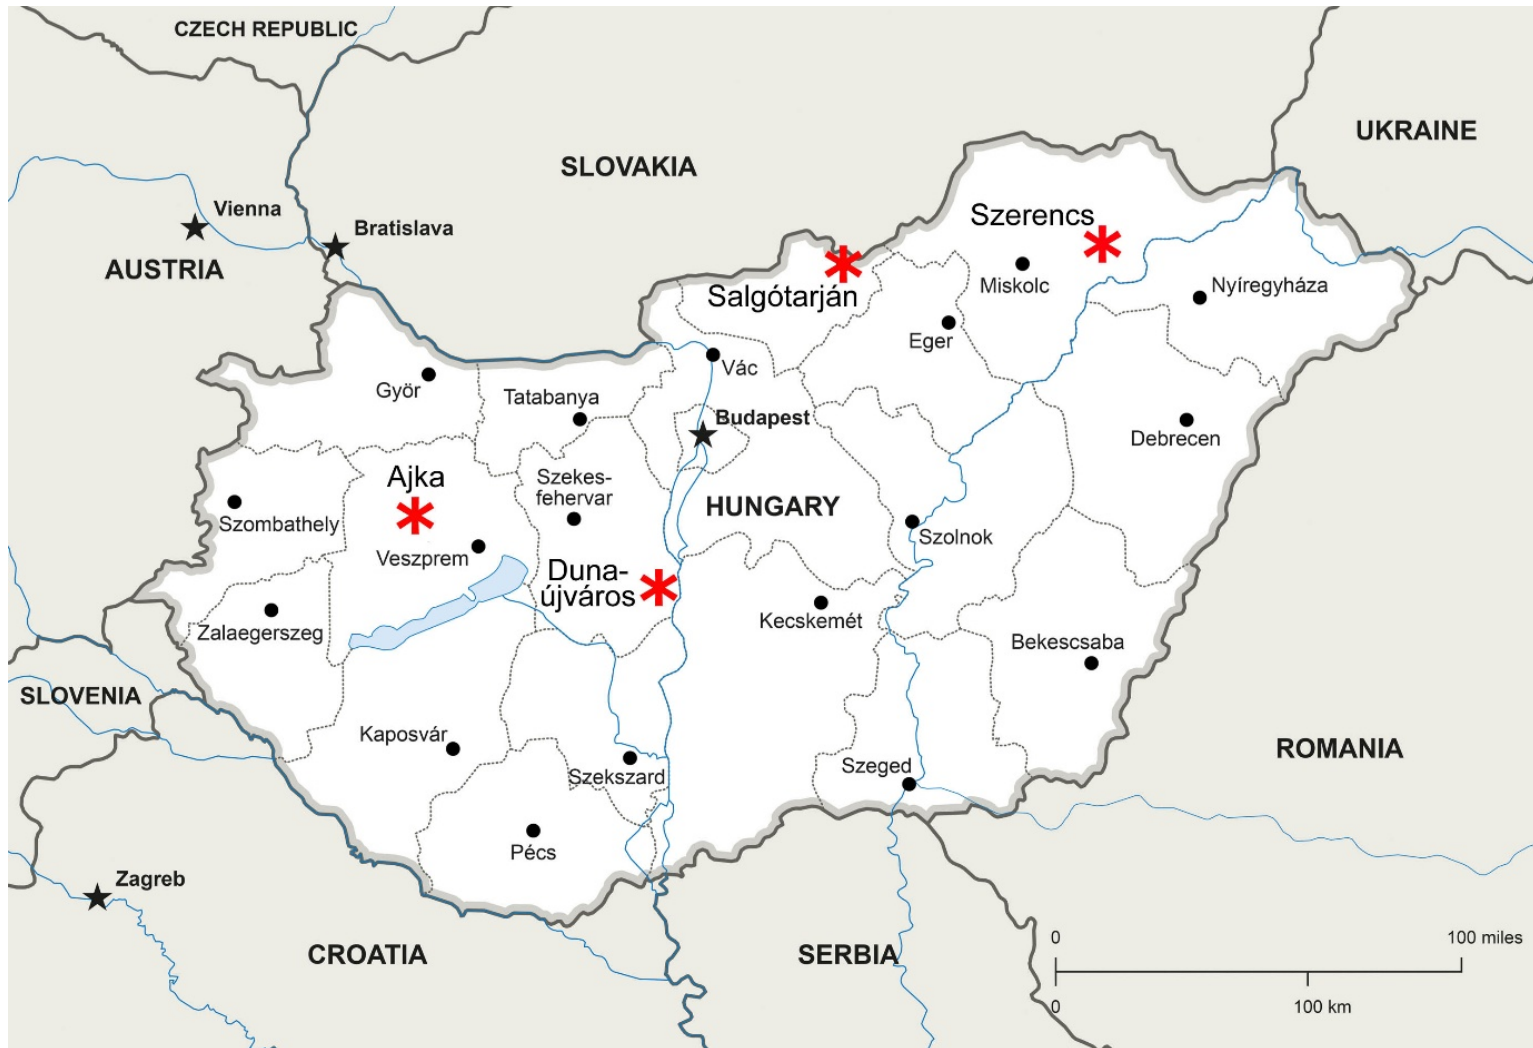 CZECH REPUBLIC
UKRAINE
SLOVAKIA
Vienna
Szerencs
Bratislava
AUSTRIA
Miskolc
Nyíregyháza
Salgótarján
Eger
Vác
Györ
Tatabanya
Budapest
Debrecen
Ajka
Szekes-
fehervar
HUNGARY
Szombathely
Szolnok
Veszprem
Duna-
újváros
Kecskemét
Zalaegerszeg
Bekescsaba
SLOVENIA
Kaposvár
ROMANIA
Szeged
Szekszard
Pécs
Zagreb
0
100 miles
CROATIA
SERBIA
0
100 km